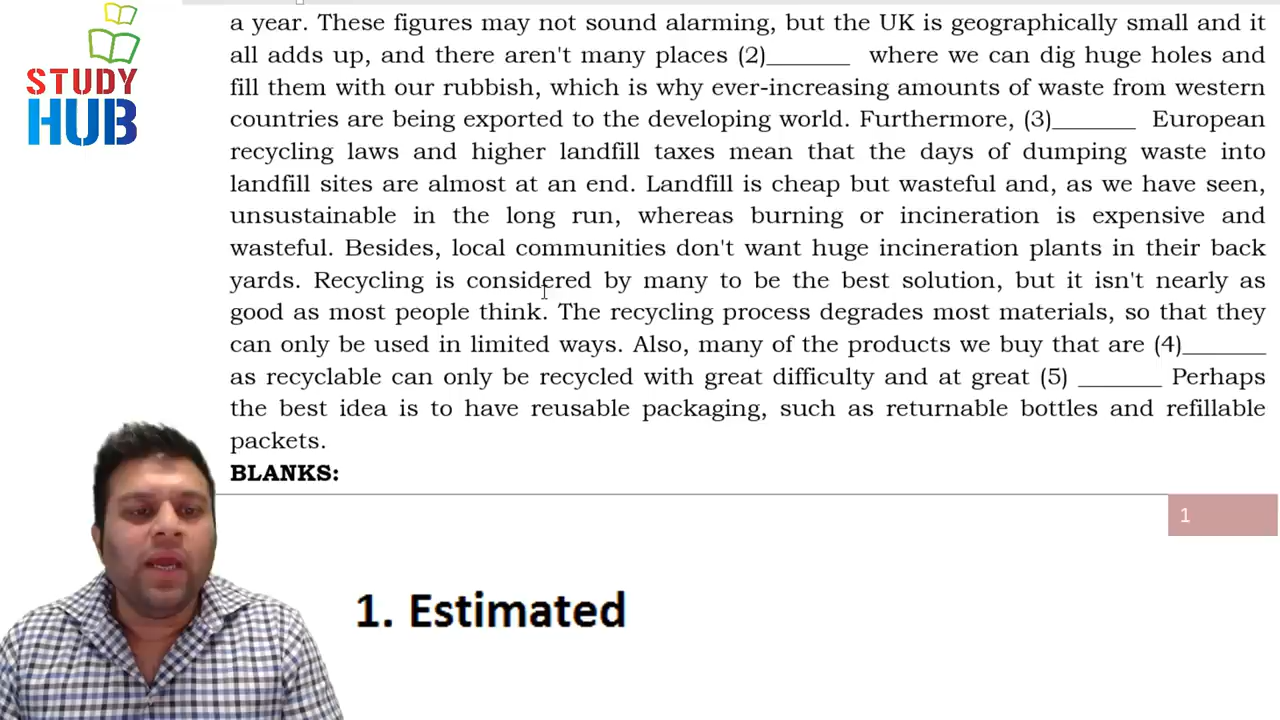 STUDY
HUB
a year. These figures may not sound alarming, but the UK is geographically small and it
all adds up, and there aren't many places (2)_______ where we can dig huge holes and
fill them with our rubbish, which is why ever-increasing amounts of waste from western
countries are being exported to the developing world. Furthermore, (3)_______ European
recycling laws and higher landfill taxes mean that the days of dumping waste into
landfill sites are almost at an end. Landfill is cheap but wasteful and, as we have seen,
unsustainable in the long run, whereas burning or incineration is expensive and
wasteful. Besides, local communities don't want huge incineration plants in their back
yards. Recycling is considered by many to be the best solution, but it isn't nearly as
good as most people think. The recycling process degrades most materials, so that they
can only be used in limited ways. Also, many of the products we buy that are (4)_______
as recyclable can only be recycled with great difficulty and at great (5) _______ Perhaps
the best idea is to have reusable packaging, such as returnable bottles and refillable
packets.
BLANKS:
1
1. Estimated